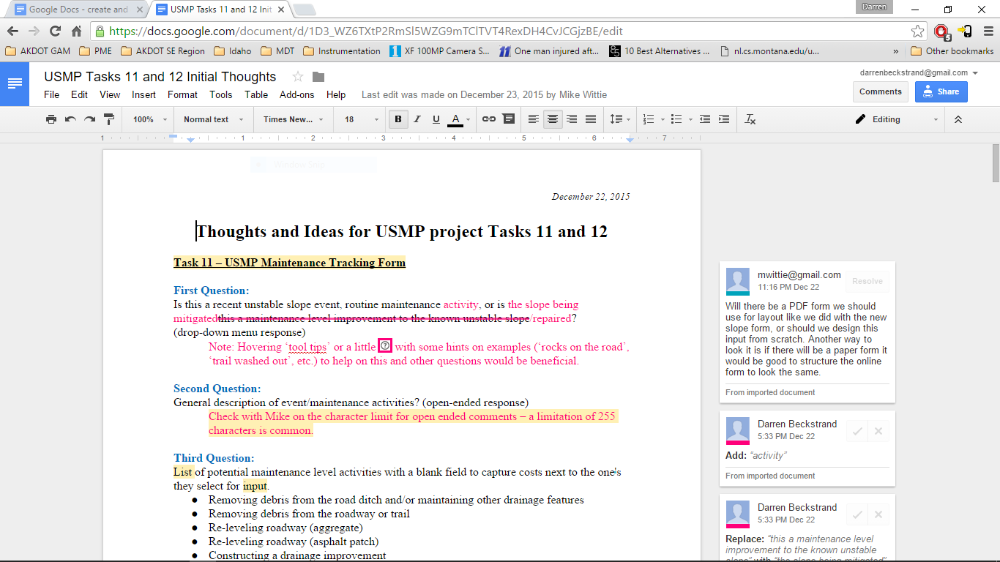 Google Docs - create and
USMP Tasks 11 and 12 Init
Darren
https://docs.google.com/document/d/1D3_WZ6TXtP2RmSl5WZG9mTClTVT4RexDH4CvJCGjzBE/edit
5
AKDOT GAM
PME
AKDOT SE Region
Idaho
MDT
Instrumentation
XF 100MP Camera S...
One man injured aft...
10 Best Alternatives ...
nl.cs.montana.edu/u...
»
Other bookmarks
USMP Tasks 11 and 12 Initial Thoughts
darrenbeckstrand@gmail.com
File Edit View Insert Format Tools Table Add-ons Help Last edit was made on December 23, 2015 by Mike Wittie
Comments
Share
100% Normal text Times New... 18 B I U A Editing
1 1 2 3 4 5 6 7
Window Snip
December 22, 2015
Thoughts and Ideas for USMP project Tasks 11 and 12
Task 11 – USMP Maintenance Tracking Form
First Question:
Is this a recent unstable slope event, routine maintenance activity, or is the slope being
mitigatedthis a maintenance level improvement to the known unstable slope/repaired?
(drop-down menu response)
Note: Hovering ‘tool tips’ or a little ? with some hints on examples (‘rocks on the road’,
‘trail washed out’, etc.) to help on this and other questions would be beneficial.
Second Question:
General description of event/maintenance activities? (open-ended response)
Check with Mike on the character limit for open ended comments – a limitation of 255
characters is common.
Third Question:
List of potential maintenance level activities with a blank field to capture costs next to the one's
they select for input.
● Removing debris from the road ditch and/or maintaining other drainage features
● Removing debris from the roadway or trail
● Re-leveling roadway (aggregate)
● Re-leveling roadway (asphalt patch)
● Constructing a drainage improvement
mwittie@gmail.com
11:16 PM Dec 22
Resolve
Will there be a PDF form we should
use for layout like we did with the new
slope form, or should we design this
input from scratch. Another way to
look it is if there will be a paper form it
would be good to structure the online
form to look the same.
From imported document
Darren Beckstrand
5:33 PM Dec 22
Add: “activity”
From imported document
Darren Beckstrand
5:33 PM Dec 22
Replace: “this a maintenance level
improvement to the known unstable
slope” with “the slope being mitigated”